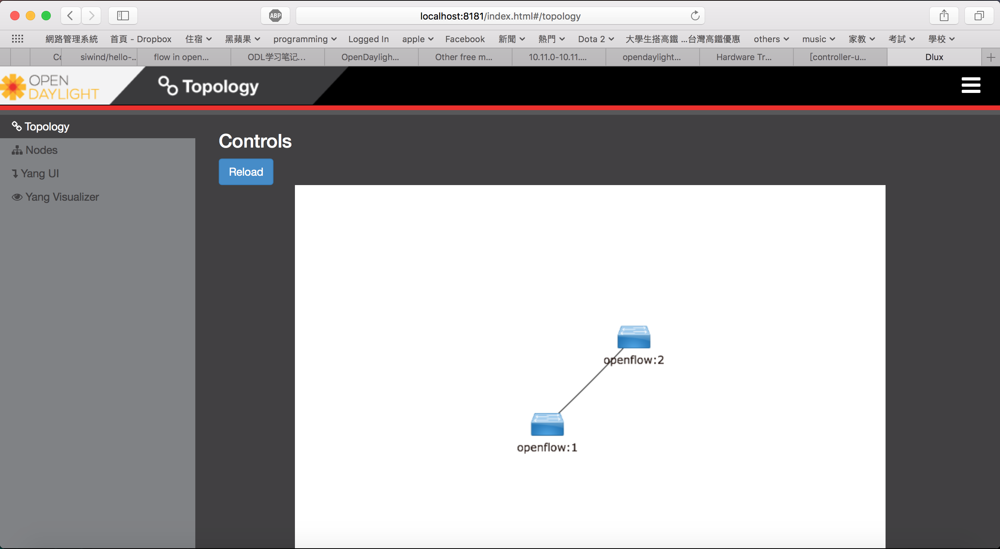 ABP
localhost:8181/index.html#/topology
網路管理系統 首頁 - Dropbox 住宿 黑蘋果 programming Logged In apple Facebook 新聞 熱門 Dota 2 大學生搭高鐵 ...台灣高鐵優惠 others music 家教 考試 學校
siwind/hello-... flow in open... ODL学习笔记... OpenDayligh... Other free m... 10.11.0-10.11.... opendaylight... Hardware Tr... [controller-u... Dlux
OPEN
DAYLIGHT
Topology
Topology
Nodes
Yang UI
Yang Visualizer
Controls
Reload
openflow:2
openflow:1